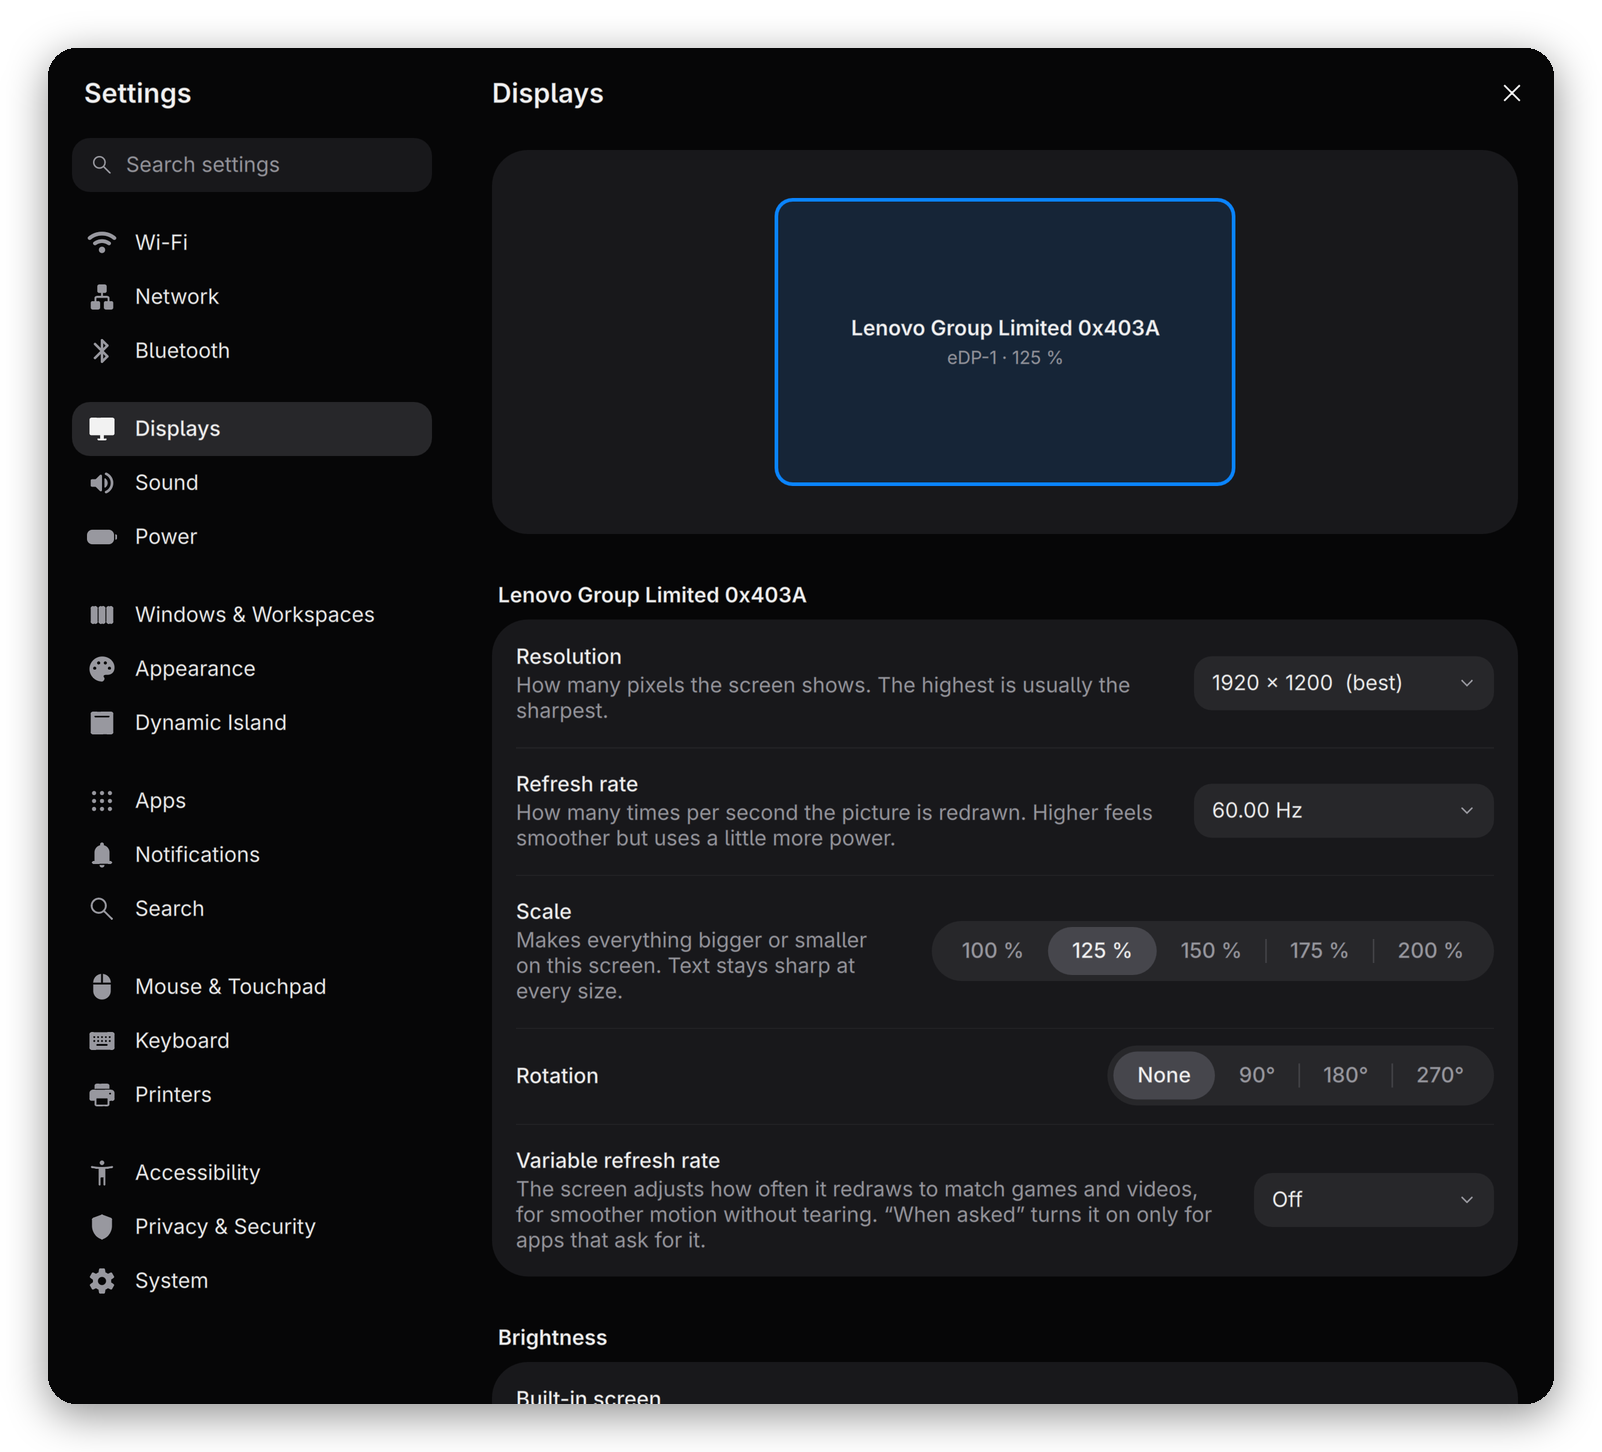 Settings
Search settings
Wi-Fi
Network
Bluetooth
Displays
Sound
Power
Windows & Workspaces
Appearance
Dynamic Island
Apps
Notifications
Search
Mouse & Touchpad
Keyboard
Printers
Accessibility
Privacy & Security
System
Displays
Lenovo Group Limited 0x403A
eDP-1 · 125 %
Lenovo Group Limited 0x403A
Resolution
How many pixels the screen shows. The highest is usually the
sharpest.
1920 × 1200 (best)
Refresh rate
How many times per second the picture is redrawn. Higher feels
smoother but uses a little more power.
60.00 Hz
Scale
Makes everything bigger or smaller
on this screen. Text stays sharp at
every size.
100 % 125 % 150 % 175 % 200 %
Rotation
None 90° 180° 270°
Variable refresh rate
The screen adjusts how often it redraws to match games and videos,
for smoother motion without tearing. “When asked” turns it on only for
apps that ask for it.
Off
Brightness
Built-in screen